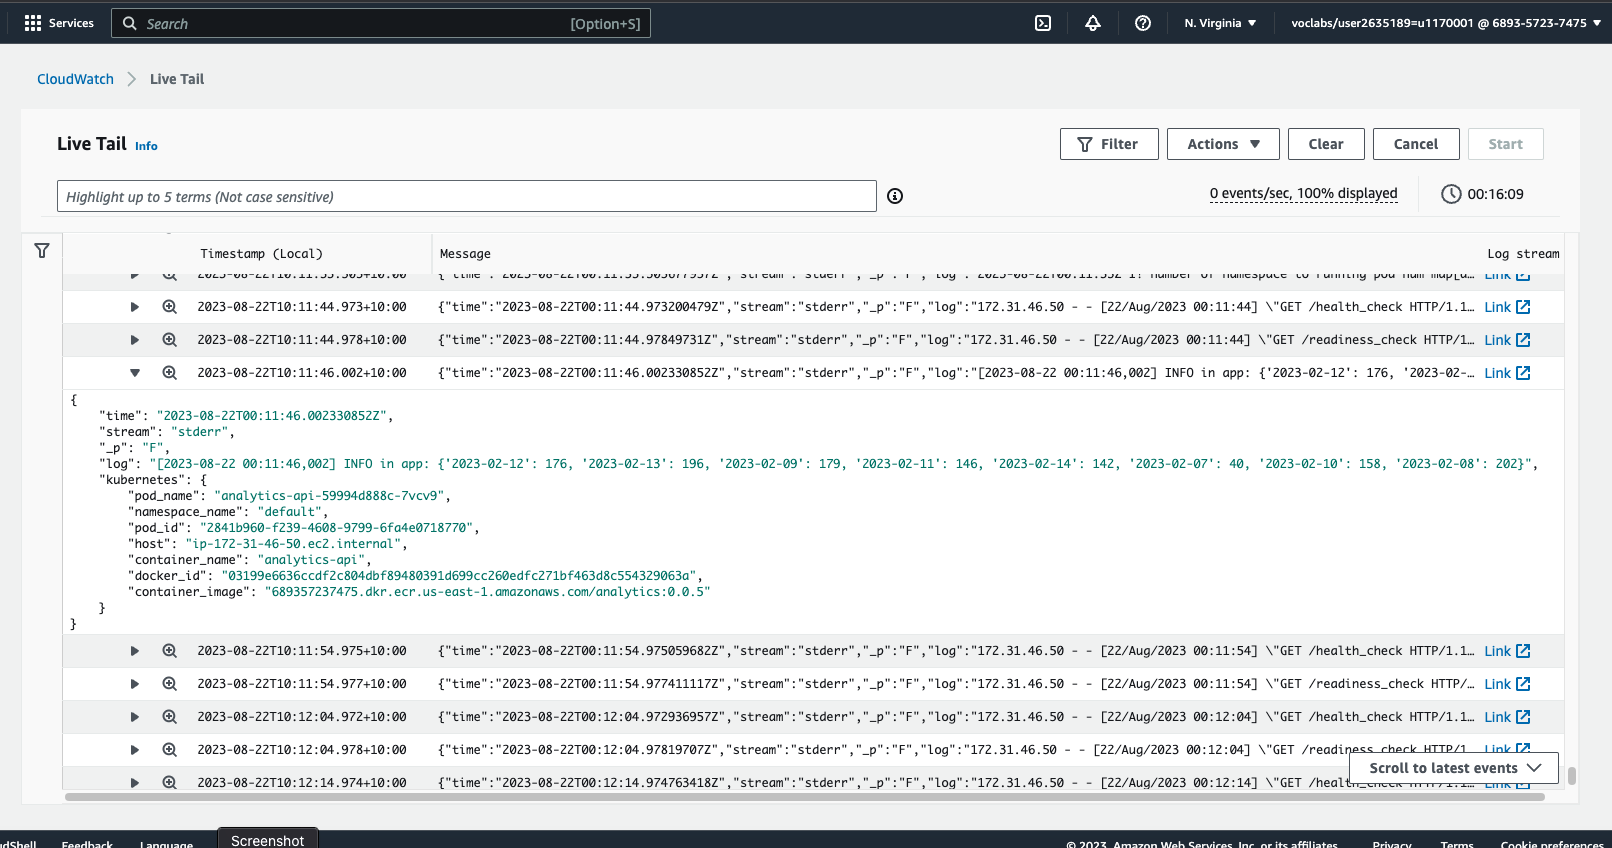 Services Search [Option+S] N. Virginia voclabs/user2635189=u1170001 @ 6893-5723-7475
CloudWatch Live Tail
Live Tail Info Filter Actions Clear Cancel Start
Highlight up to 5 terms (Not case sensitive) 0 events/sec, 100% displayed 00:16:09
Timestamp (Local) Message Log stream
2023-08-22T10:11:44.973+10:00 {"time":"2023-08-22T00:11:44.973200479Z","stream":"stderr","_p":"F","log":"172.31.46.50 - - [22/Aug/2023 00:11:44] \"GET /health_check HTTP/1.1… Link
2023-08-22T10:11:44.978+10:00 {"time":"2023-08-22T00:11:44.97849731Z","stream":"stderr","_p":"F","log":"172.31.46.50 - - [22/Aug/2023 00:11:44] \"GET /readiness_check HTTP/1… Link
2023-08-22T10:11:46.002+10:00 {"time":"2023-08-22T00:11:46.002330852Z","stream":"stderr","_p":"F","log":"[2023-08-22 00:11:46,002] INFO in app: {'2023-02-12': 176, '2023-02-… Link
{
"time": "2023-08-22T00:11:46.002330852Z",
"stream": "stderr",
"_p": "F",
"log": "[2023-08-22 00:11:46,002] INFO in app: {'2023-02-12': 176, '2023-02-13': 196, '2023-02-09': 179, '2023-02-11': 146, '2023-02-14': 142, '2023-02-07': 40, '2023-02-10': 158, '2023-02-08': 202}",
"kubernetes": {
"pod_name": "analytics-api-59994d888c-7vcv9",
"namespace_name": "default",
"pod_id": "2841b960-f239-4608-9799-6fa4e0718770",
"host": "ip-172-31-46-50.ec2.internal",
"container_name": "analytics-api",
"docker_id": "03199e6636ccdf2c804dbf89480391d699cc260edfc271bf463d8c554329063a",
"container_image": "689357237475.dkr.ecr.us-east-1.amazonaws.com/analytics:0.0.5"
}
}
2023-08-22T10:11:54.975+10:00 {"time":"2023-08-22T00:11:54.975059682Z","stream":"stderr","_p":"F","log":"172.31.46.50 - - [22/Aug/2023 00:11:54] \"GET /health_check HTTP/1.1… Link
2023-08-22T10:11:54.977+10:00 {"time":"2023-08-22T00:11:54.977411117Z","stream":"stderr","_p":"F","log":"172.31.46.50 - - [22/Aug/2023 00:11:54] \"GET /readiness_check HTTP/… Link
2023-08-22T10:12:04.972+10:00 {"time":"2023-08-22T00:12:04.972936957Z","stream":"stderr","_p":"F","log":"172.31.46.50 - - [22/Aug/2023 00:12:04] \"GET /health_check HTTP/1.1… Link
2023-08-22T10:12:04.978+10:00 {"time":"2023-08-22T00:12:04.97819707Z","stream":"stderr","_p":"F","log":"172.31.46.50 - - [22/Aug/2023 00:12:04] \"GET /readiness_check HTTP/1 Link
2023-08-22T10:12:14.974+10:00 {"time":"2023-08-22T00:12:14.974763418Z","stream":"stderr","_p":"F","log":"172.31.46.50 - - [22/Aug/2023 00:12:14] \"GET /healt Link
Scroll to latest events
udShell Feedback Language Screenshot © 2023, Amazon Web Services, Inc. or its affiliates. Privacy Terms Cookie preferences